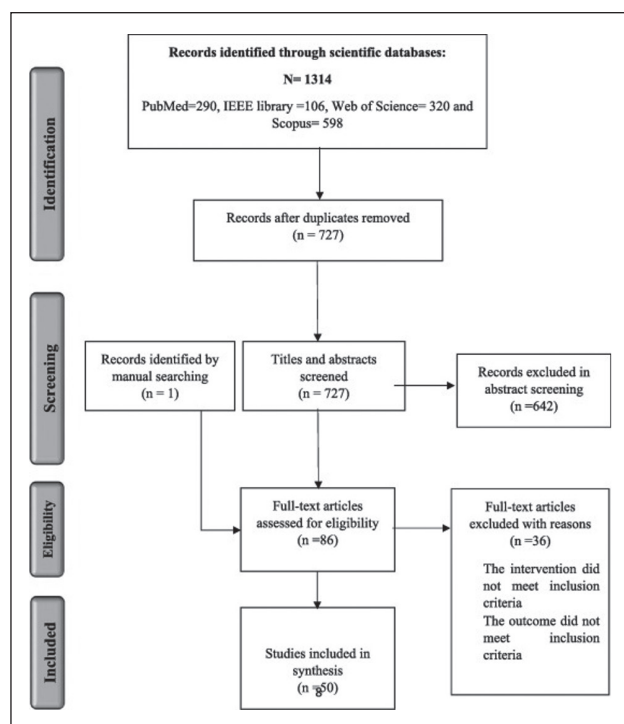 Identification
Records identified through scientific databases:
N= 1314
PubMed=290, IEEE library =106, Web of Science= 320 and
Scopus= 598
Records after duplicates removed
(n = 727)
Screening
Records identified by
manual searching
(n = 1)
Titles and abstracts
screened
(n = 727)
Records excluded in
abstract screening
(n =642)
Eligibility
Full-text articles
assessed for eligibility
(n =86)
Full-text articles
excluded with reasons
(n =36)
The intervention did
not meet inclusion
criteria
The outcome did not
meet inclusion
criteria
Included
Studies included in
synthesis
(n =50)
8